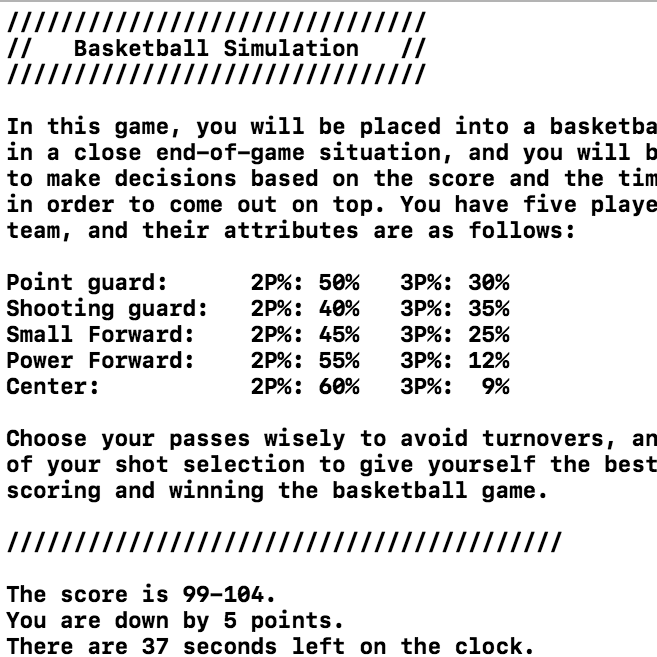 ///////////////////////////////
//   Basketball Simulation   //
///////////////////////////////
In this game, you will be placed into a basketba
in a close end-of-game situation, and you will b
to make decisions based on the score and the tim
in order to come out on top. You have five playe
team, and their attributes are as follows:
Point guard:      2P%: 50%   3P%: 30%
Shooting guard:   2P%: 40%   3P%: 35%
Small Forward:    2P%: 45%   3P%: 25%
Power Forward:    2P%: 55%   3P%: 12%
Center:           2P%: 60%   3P%:  9%
Choose your passes wisely to avoid turnovers, an
of your shot selection to give yourself the best
scoring and winning the basketball game.
/////////////////////////////////////////
The score is 99-104.
You are down by 5 points.
There are 37 seconds left on the clock.